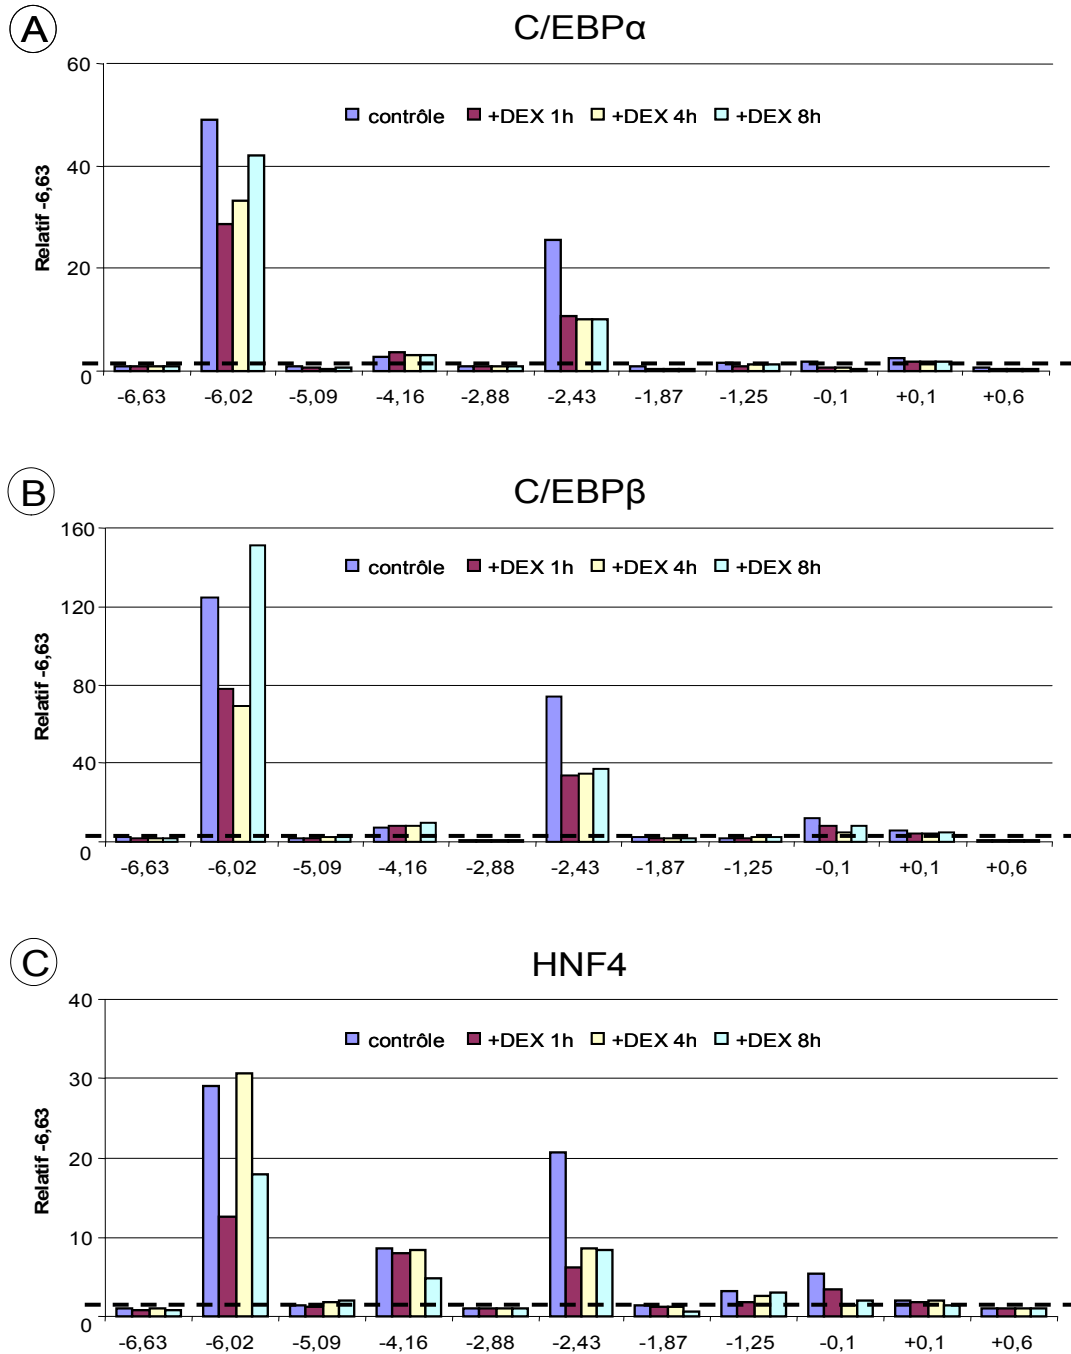 A
C/EBPα
60
contrôle +DEX 1h +DEX 4h +DEX 8h
40
Relatif -6,63
20
0
-6,63 -6,02 -5,09 -4,16 -2,88 -2,43 -1,87 -1,25 -0,1 +0,1 +0,6
B
C/EBPβ
160
contrôle +DEX 1h +DEX 4h +DEX 8h
120
Relatif -6,63
80
40
0
-6,63 -6,02 -5,09 -4,16 -2,88 -2,43 -1,87 -1,25 -0,1 +0,1 +0,6
C
HNF4
40
contrôle +DEX 1h +DEX 4h +DEX 8h
30
Relatif -6,63
20
10
0
-6,63 -6,02 -5,09 -4,16 -2,88 -2,43 -1,87 -1,25 -0,1 +0,1 +0,6